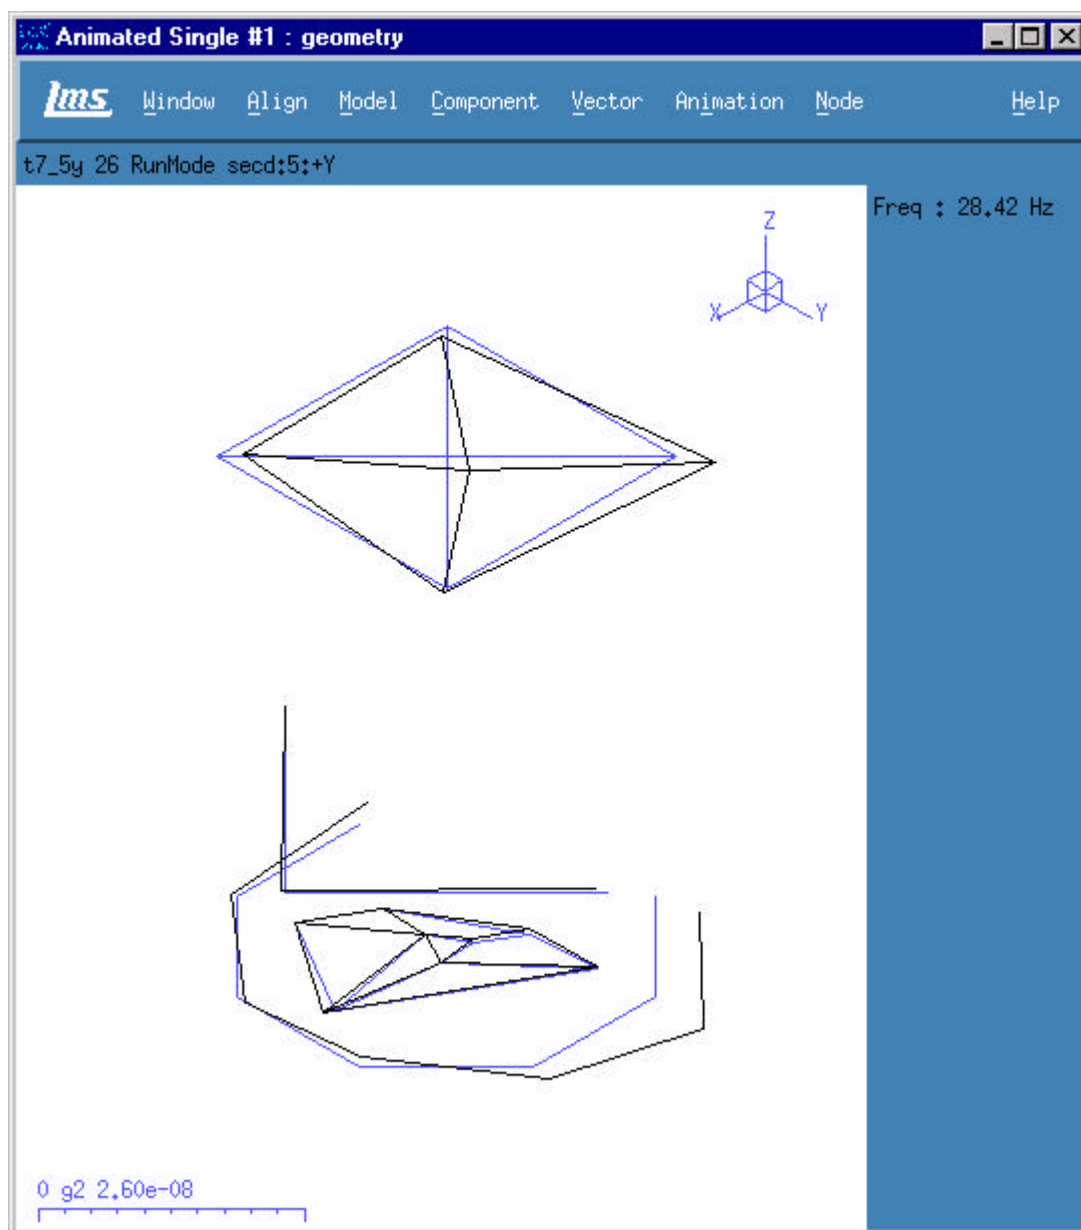 Animated Single #1 : geometry
lms Window Align Model Component Vector Animation Node Help
t7_5y 26 RunMode secd:5:+Y
Freq : 28.42 Hz
Z
X Y
0 g2 2.60e-08